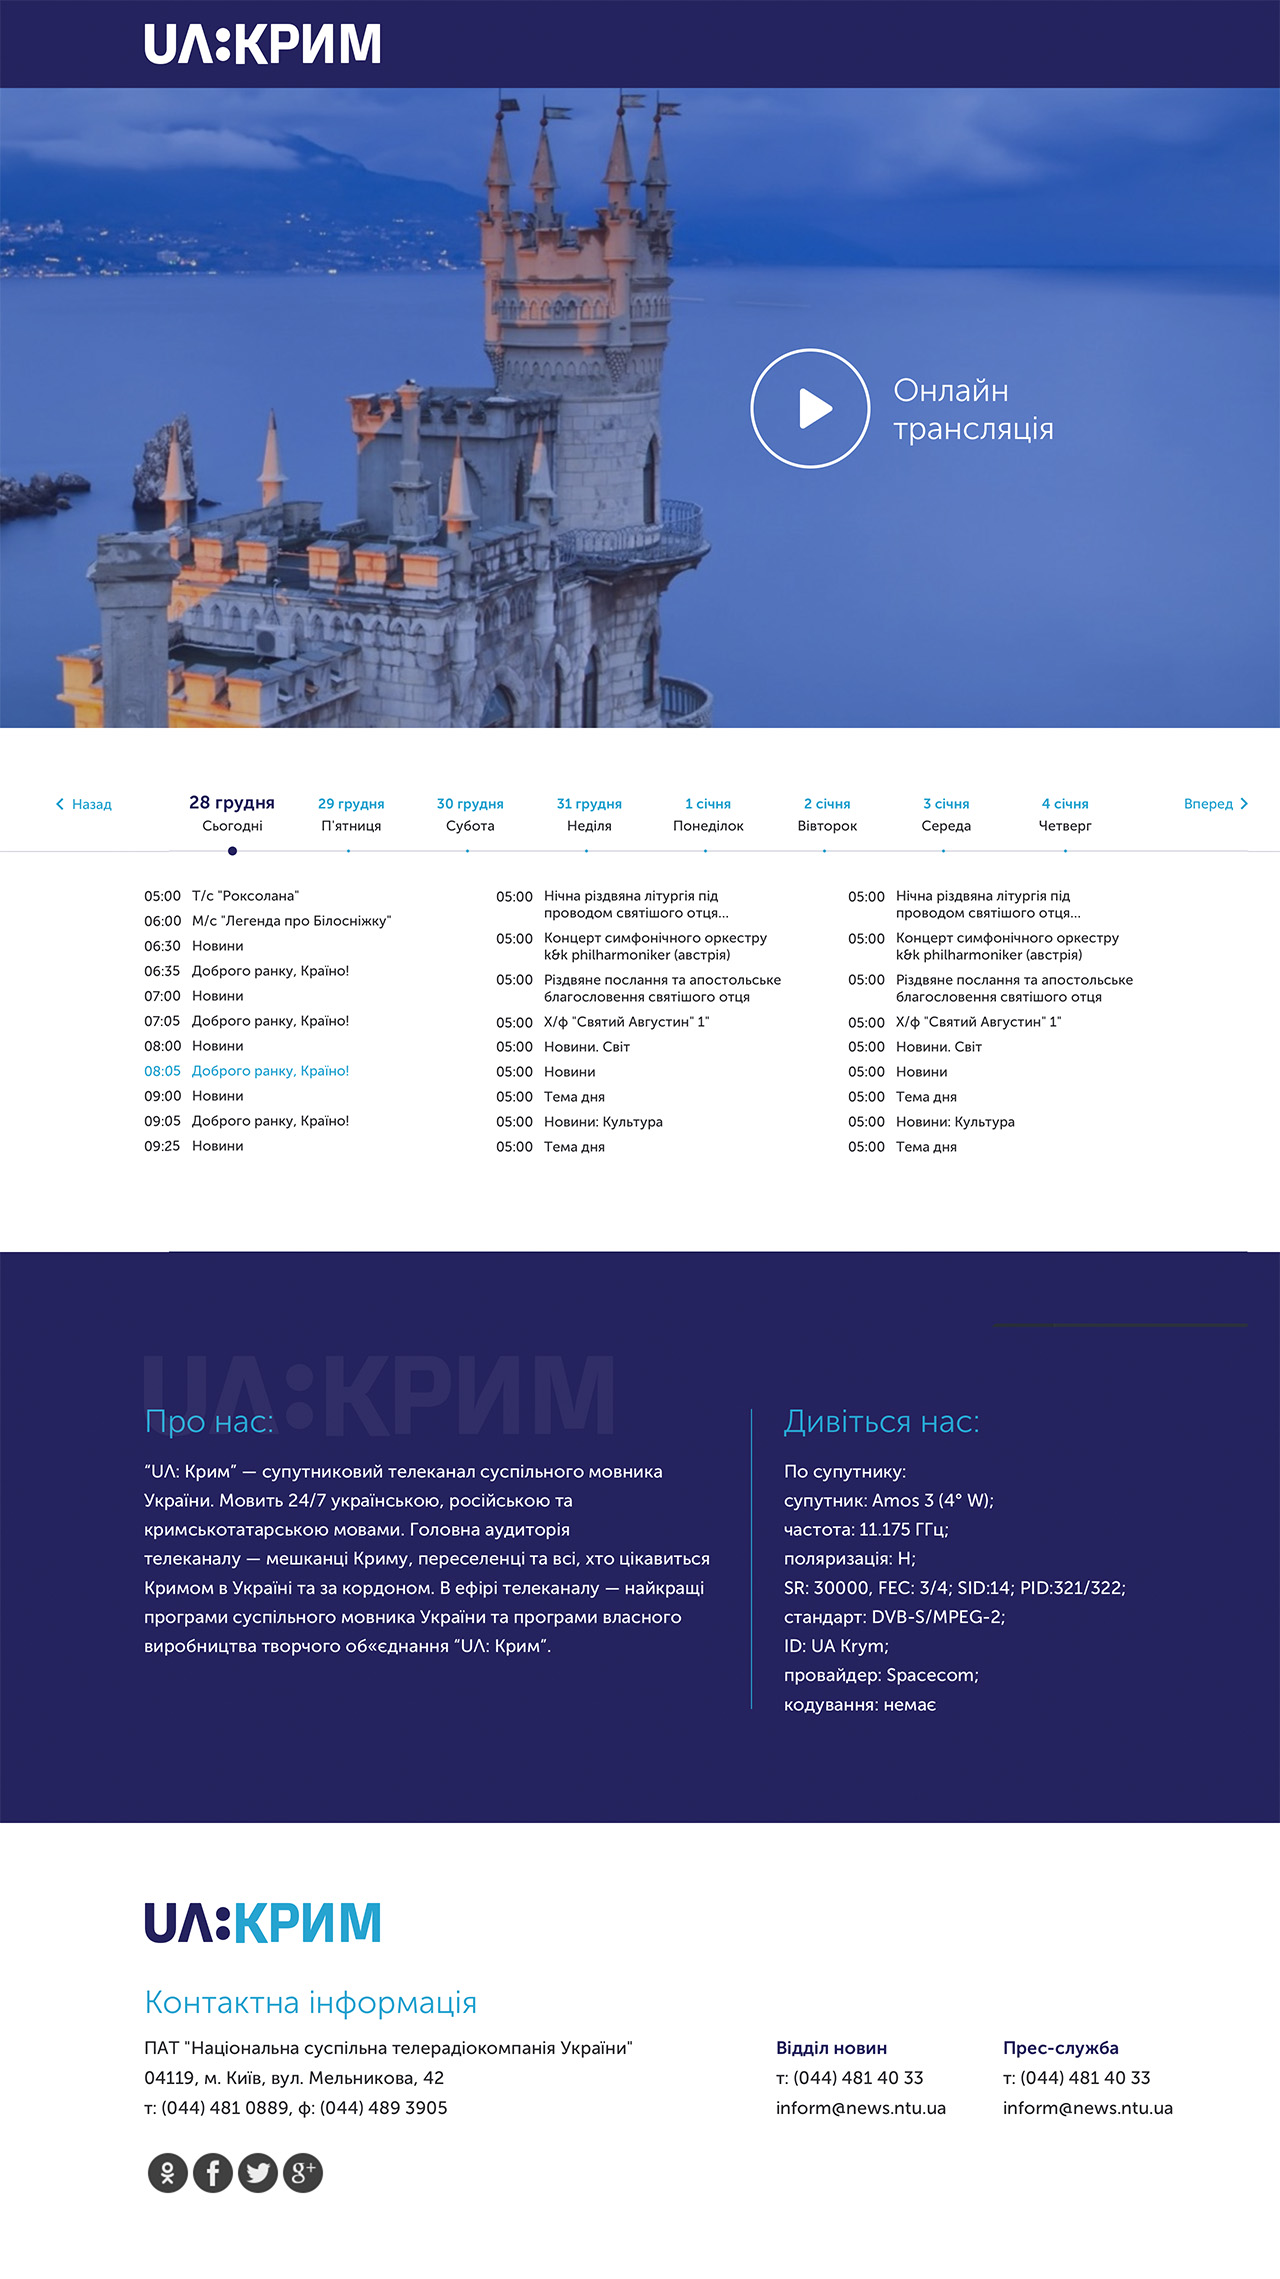 UΛ:КРИМ
Онлайн
трансляція
Назад
28 грудня
Сьогодні
29 грудня
П'ятниця
30 грудня
Субота
31 грудня
Неділя
1 січня
Понеділок
2 січня
Вівторок
3 січня
Середа
4 січня
Четверг
Вперед
05:00 Т/с "Роксолана"
06:00 М/с "Легенда про Білосніжку"
06:30 Новини
06:35 Доброго ранку, Країно!
07:00 Новини
07:05 Доброго ранку, Країно!
08:00 Новини
08:05 Доброго ранку, Країно!
09:00 Новини
09:05 Доброго ранку, Країно!
09:25 Новини
05:00 Нічна різдвяна літургія під
проводом святішого отця...
05:00 Концерт симфонічного оркестру
k&k philharmoniker (австрія)
05:00 Різдвяне послання та апостольське
благословення святішого отця
05:00 Х/ф "Святий Августин" 1"
05:00 Новини. Світ
05:00 Новини
05:00 Тема дня
05:00 Новини: Культура
05:00 Тема дня
05:00 Нічна різдвяна літургія під
проводом святішого отця...
05:00 Концерт симфонічного оркестру
k&k philharmoniker (австрія)
05:00 Різдвяне послання та апостольське
благословення святішого отця
05:00 Х/ф "Святий Августин" 1"
05:00 Новини. Світ
05:00 Новини
05:00 Тема дня
05:00 Новини: Культура
05:00 Тема дня
UΛ:КРИМ
Про нас:
“UΛ: Крим” — супутниковий телеканал суспільного мовника
України. Мовить 24/7 українською, російською та
кримськотатарською мовами. Головна аудиторія
телеканалу — мешканці Криму, переселенці та всі, хто цікавиться
Кримом в Україні та за кордоном. В ефірі телеканалу — найкращі
програми суспільного мовника України та програми власного
виробництва творчого об«єднання “UΛ: Крим”.
Дивіться нас:
По супутнику:
супутник: Amos 3 (4° W);
частота: 11.175 ГГц;
поляризація: H;
SR: 30000, FEC: 3/4; SID:14; PID:321/322;
стандарт: DVB-S/MPEG-2;
ID: UA Krym;
провайдер: Spacecom;
кодування: немає
UΛ:КРИМ
Контактна інформація
ПАТ "Національна суспільна телерадіокомпанія України"
04119, м. Київ, вул. Мельникова, 42
т: (044) 481 0889, ф: (044) 489 3905
Відділ новин
т: (044) 481 40 33
inform@news.ntu.ua
Прес-служба
т: (044) 481 40 33
inform@news.ntu.ua